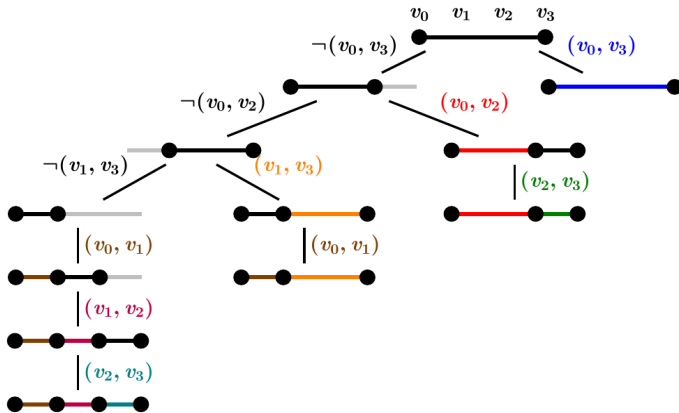 v₀ v₁ v₂ v₃
¬(v₀, v₃) (v₀, v₃)
¬(v₀, v₂) (v₀, v₂)
¬(v₁, v₃) (v₁, v₃) (v₂, v₃)
(v₀, v₁) (v₀, v₁)
(v₁, v₂)
(v₂, v₃)